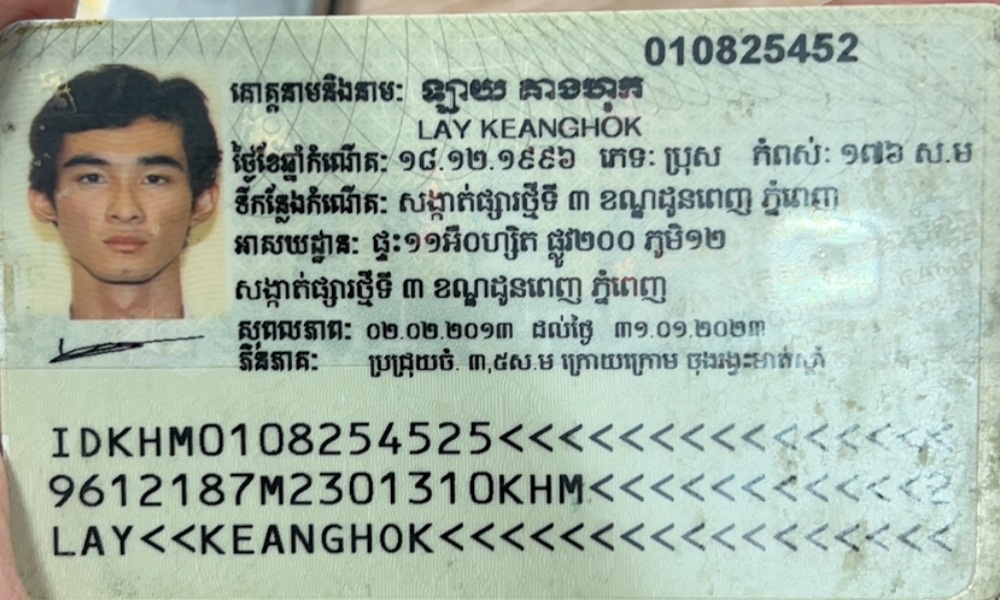 010825452
គោត្តនាមនិងនាម: ឡាយ គាងហុក
LAY KEANGHOK
ថ្ងៃខែឆ្នាំកំណើត: ១៨.១២.១៩៩៦ ភេទ: ប្រុស កំពស់: ១៧៦ ស.ម
ទីកន្លែងកំណើត: សង្កាត់ផ្សារថ្មីទី ៣ ខណ្ឌដូនពេញ ភ្នំពេញ
អាសយដ្ឋាន: ផ្ទះ១១អឺ០ហ្សិត ផ្លូវ២០០ ភូមិ១២
សង្កាត់ផ្សារថ្មីទី ៣ ខណ្ឌដូនពេញ ភ្នំពេញ
សុពលភាព: ០២.០២.២០១៣ ដល់ថ្ងៃ ៣១.០១.២០២៣
ភិនភាគ: ប្រជ្រុយចំ. ៣,៥ស.ម ក្រោយក្រោម ចុងរង្វះមាត់ស្តាំ
IDKHM0108254525<<<<<<<<<<<<<<<
9612187M2301310KHM<<<<<<<<<<<2
LAY<<KEANGHOK<<<<<<<<<<<<<<<<<